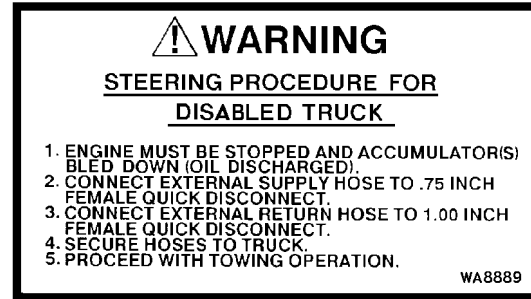 WARNING
STEERING PROCEDURE FOR
DISABLED TRUCK
1. ENGINE MUST BE STOPPED AND ACCUMULATOR(S)
BLED DOWN (OIL DISCHARGED).
2. CONNECT EXTERNAL SUPPLY HOSE TO .75 INCH
FEMALE QUICK DISCONNECT.
3. CONNECT EXTERNAL RETURN HOSE TO 1.00 INCH
FEMALE QUICK DISCONNECT.
4. SECURE HOSES TO TRUCK.
5. PROCEED WITH TOWING OPERATION.
WA8889